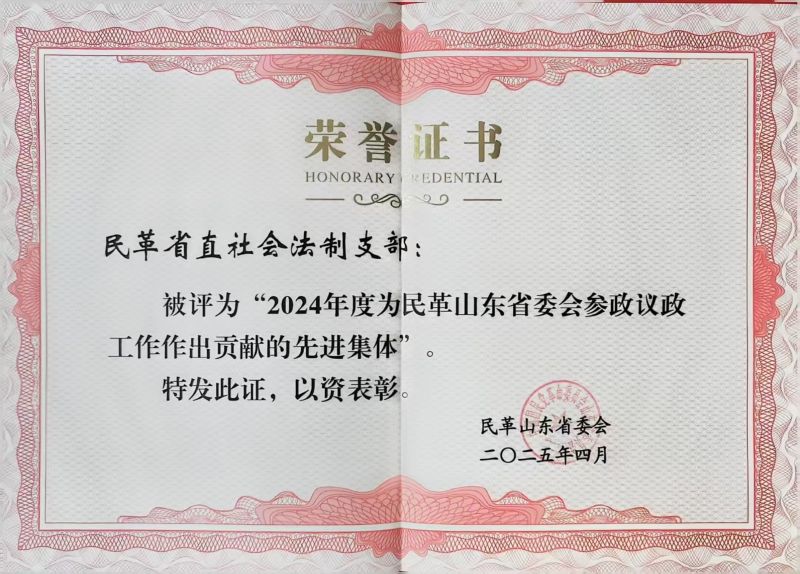 荣誉证书
HONORARY CREDENTIAL
民革省直社会法制支部：
被评为“2024年度为民革山东省委会参政议政
工作作出贡献的先进集体”。
特发此证，以资表彰。
民革山东省委会
二〇二五年四月